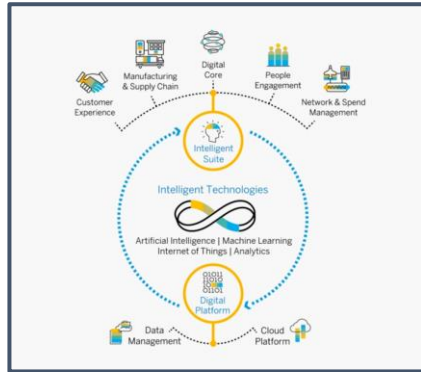 Digital
Core
Manufacturing
& Supply Chain
People
Engagement
Customer
Experience
Network & Spend
Management
Intelligent
Suite
Intelligent Technologies
Artificial Intelligence | Machine Learning
Internet of Things | Analytics
Digital
Platform
Data
Management
Cloud
Platform